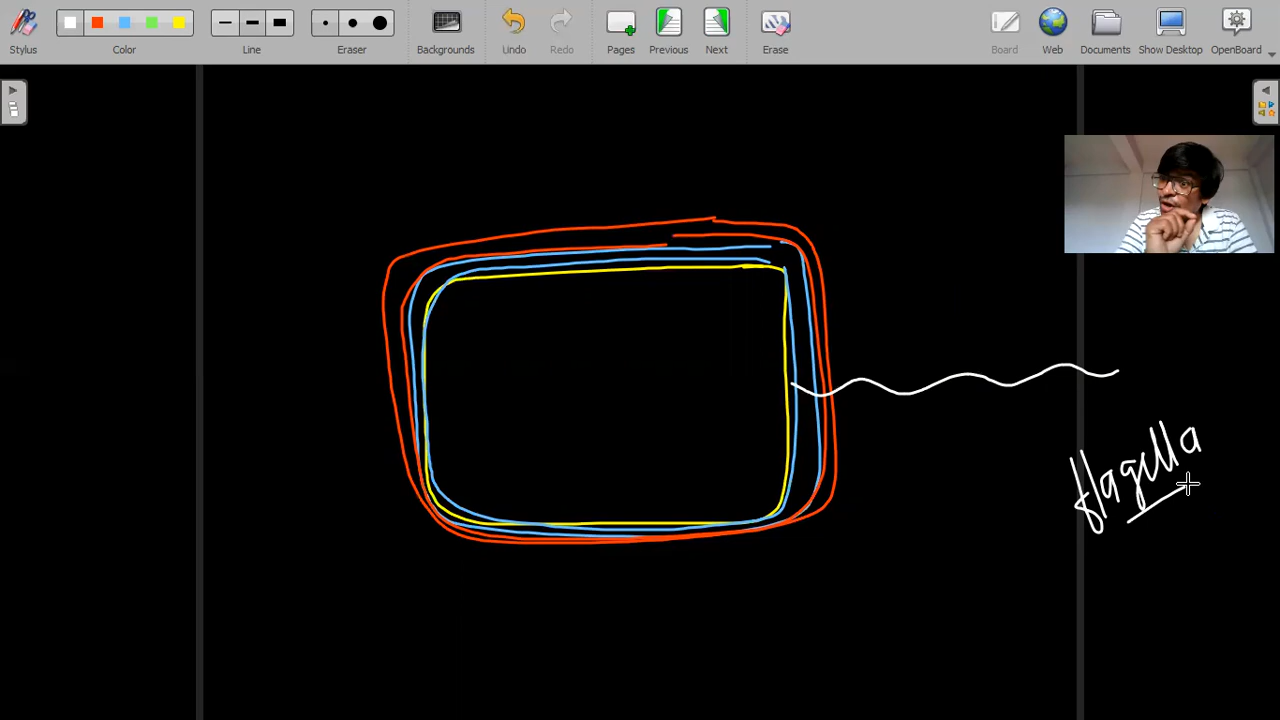 Stylus
Color
Line
Eraser
Backgrounds
Undo
Redo
Pages
Previous
Next
Erase
Board
Web
Documents
Show Desktop
OpenBoard
flagella